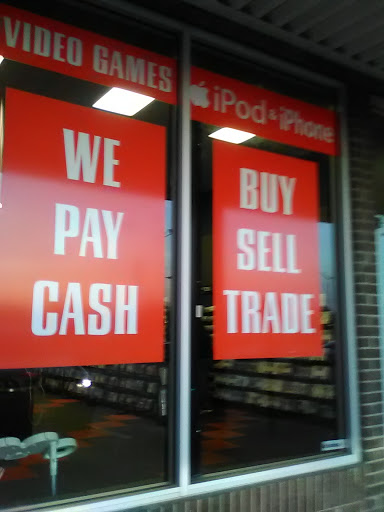 VIDEO GAMES
iPod & iPhone
WE
PAY
CASH
BUY
SELL
TRADE